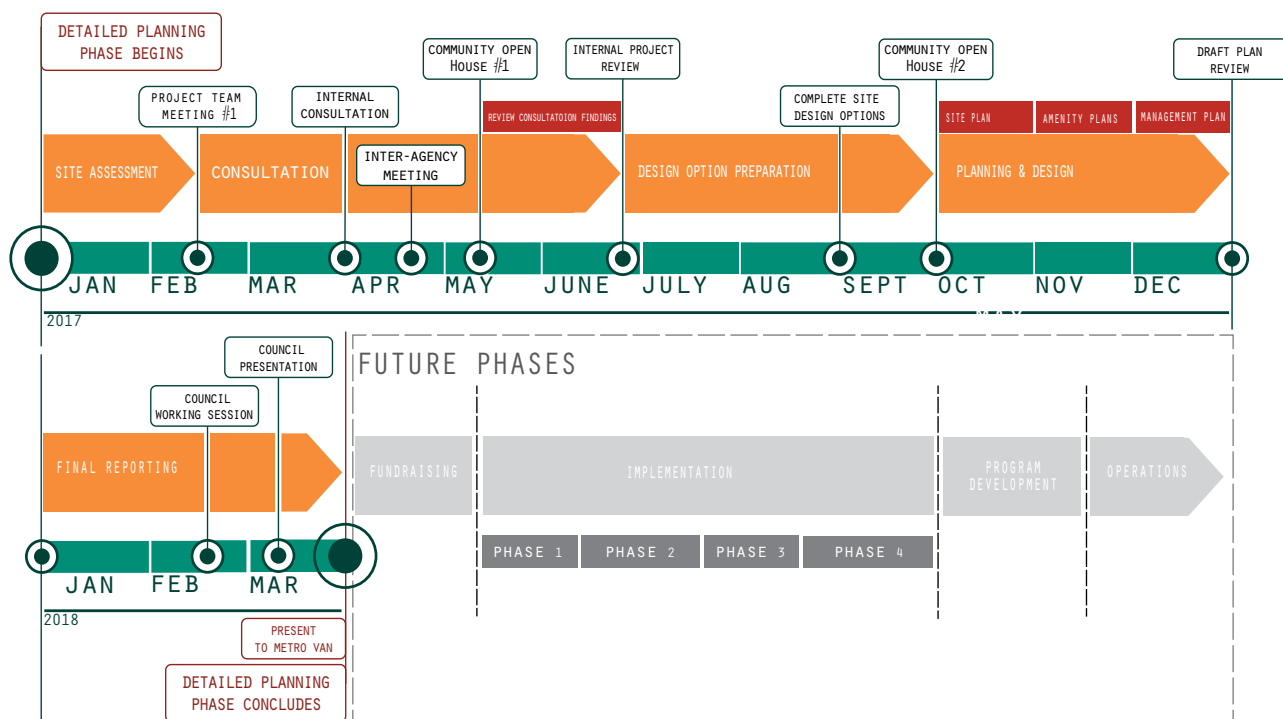 DETAILED PLANNING
PHASE BEGINS
PROJECT TEAM
MEETING #1
INTERNAL
CONSULTATION
INTER-AGENCY
MEETING
COMMUNITY OPEN
HOUSE #1
INTERNAL PROJECT
REVIEW
COMPLETE SITE
DESIGN OPTIONS
COMMUNITY OPEN
HOUSE #2
DRAFT PLAN
REVIEW
REVIEW CONSULTATOION FINDINGS
SITE PLAN
AMENITY PLANS
MANAGEMENT PLAN
SITE ASSESSMENT
CONSULTATION
DESIGN OPTION PREPARATION
PLANNING & DESIGN
JAN
FEB
MAR
APR
MAY
JUNE
JULY
AUG
SEPT
OCT
NOV
DEC
2017
COUNCIL
PRESENTATION
COUNCIL
WORKING SESSION
FUTURE PHASES
FINAL REPORTING
FUNDRAISING
IMPLEMENTATION
PROGRAM
DEVELOPMENT
OPERATIONS
PHASE 1
PHASE 2
PHASE 3
PHASE 4
JAN
FEB
MAR
2018
PRESENT
TO METRO VAN
DETAILED PLANNING
PHASE CONCLUDES